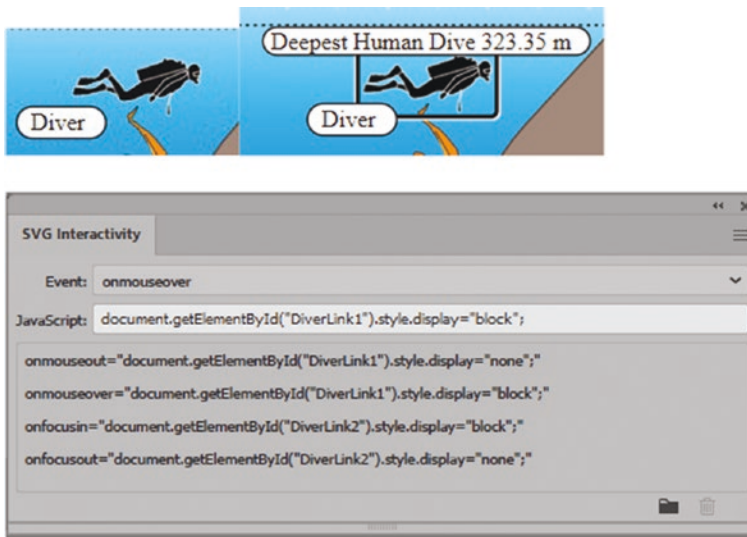 Deepest Human Dive 323.35 m
Diver
Diver
SVG Interactivity
Event: onmouseover
JavaScript: document.getElementById("DiverLink1").style.display="block";
onmouseout="document.getElementById("DiverLink1").style.display="none";"
onmouseover="document.getElementById("DiverLink1").style.display="block";"
onfocusin="document.getElementById("DiverLink2").style.display="block";"
onfocusout="document.getElementById("DiverLink2").style.display="none";"